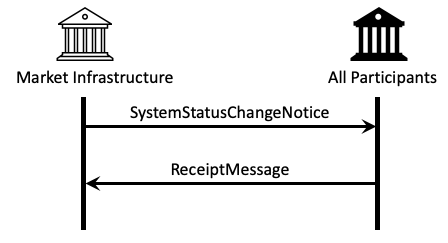 Market Infrastructure
All Participants
SystemStatusChangeNotice
ReceiptMessage